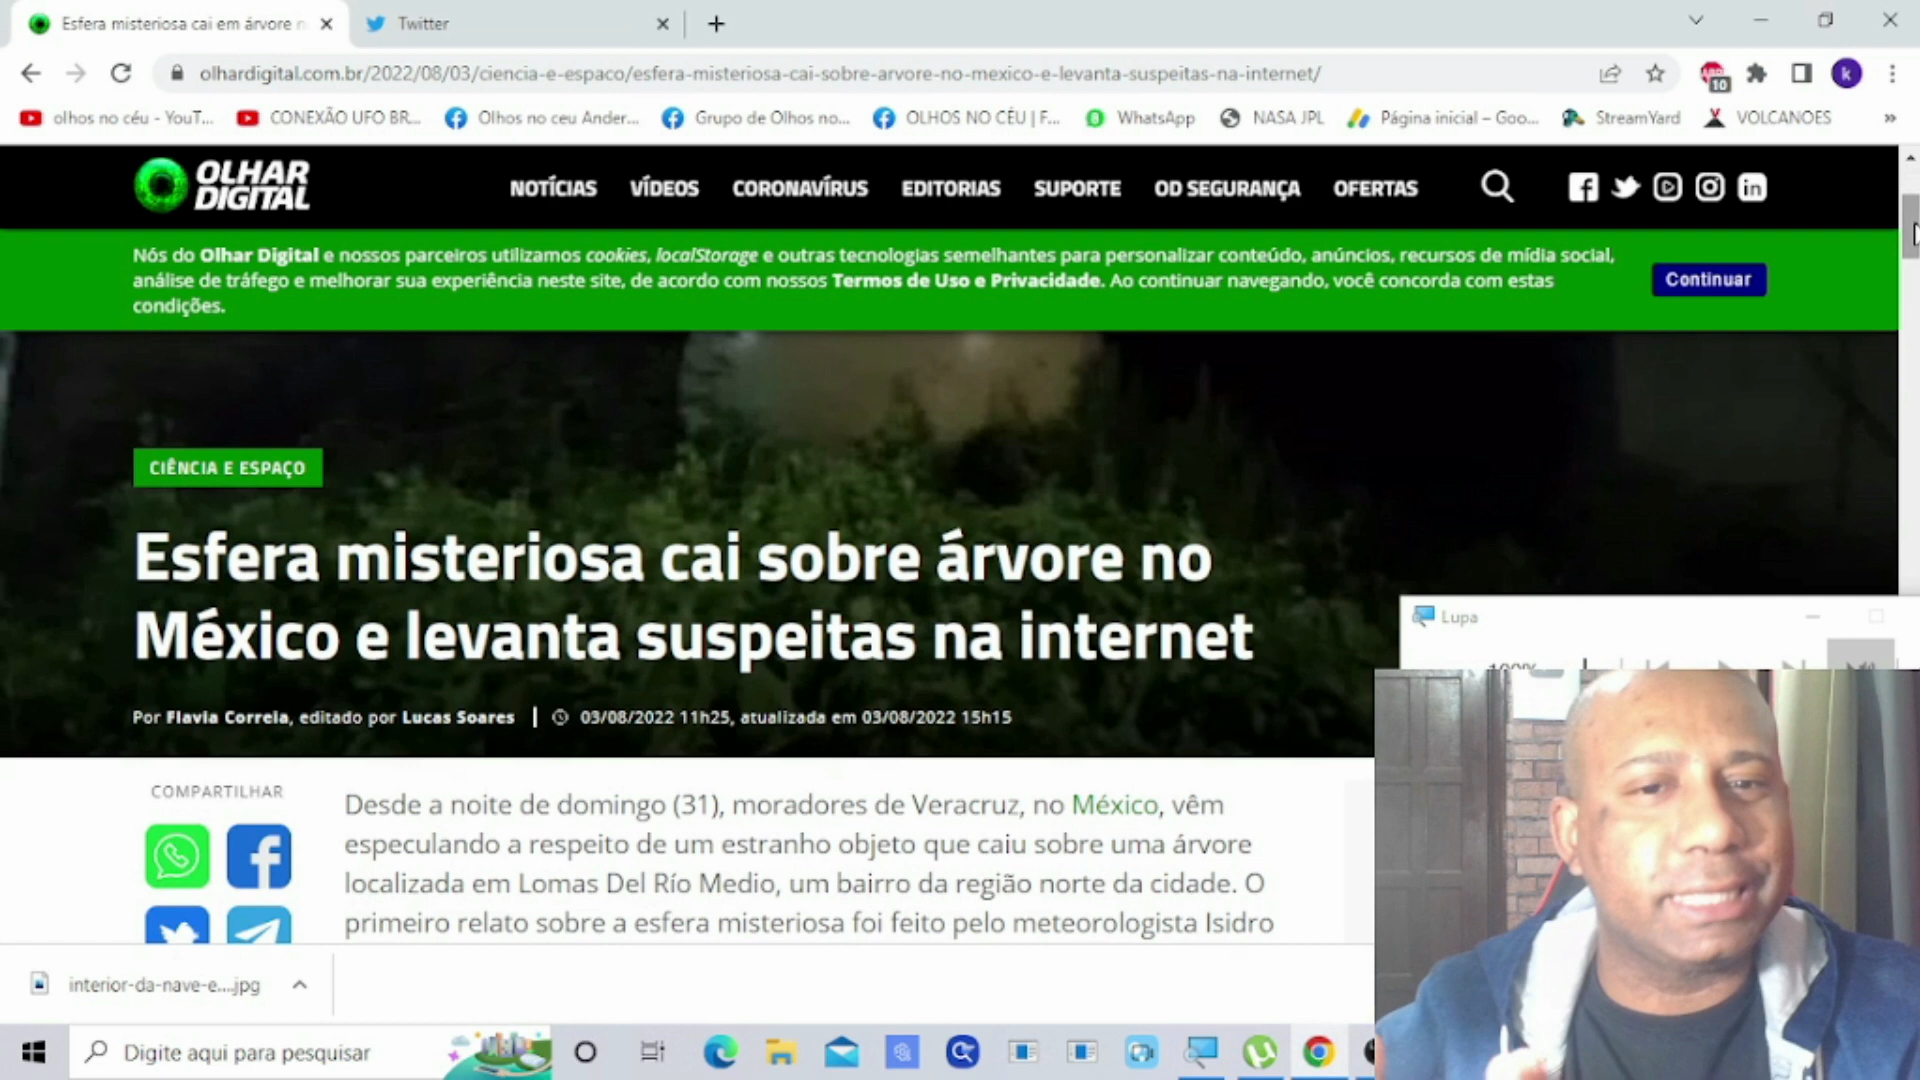 Esfera misteriosa cai em árvore n
Twitter
olhardigital.com.br/2022/08/03/ciencia-e-espaco/esfera-misteriosa-cai-sobre-arvore-no-mexico-e-levanta-suspeitas-na-internet/
10
k
olhos no céu - YouT...
CONEXÃO UFO BR...
Olhos no ceu Ander...
Grupo de Olhos no...
OLHOS NO CÉU | F...
WhatsApp
NASA JPL
Página inicial – Goo...
StreamYard
VOLCANOES
»
OLHAR
DIGITAL
NOTÍCIAS
VÍDEOS
CORONAVÍRUS
EDITORIAS
SUPORTE
OD SEGURANÇA
OFERTAS
Nós do Olhar Digital e nossos parceiros utilizamos cookies, localStorage e outras tecnologias semelhantes para personalizar conteúdo, anúncios, recursos de mídia social,
análise de tráfego e melhorar sua experiência neste site, de acordo com nossos Termos de Uso e Privacidade. Ao continuar navegando, você concorda com estas
condições.
Continuar
CIÊNCIA E ESPAÇO
Esfera misteriosa cai sobre árvore no
México e levanta suspeitas na internet
Por Flavia Correia, editado por Lucas Soares | 03/08/2022 11h25, atualizada em 03/08/2022 15h15
Lupa
100%
COMPARTILHAR
Desde a noite de domingo (31), moradores de Veracruz, no México, vêm
especulando a respeito de um estranho objeto que caiu sobre uma árvore
localizada em Lomas Del Río Medio, um bairro da região norte da cidade. O
primeiro relato sobre a esfera misteriosa foi feito pelo meteorologista Isidro
interior-da-nave-e....jpg
Digite aqui para pesquisar